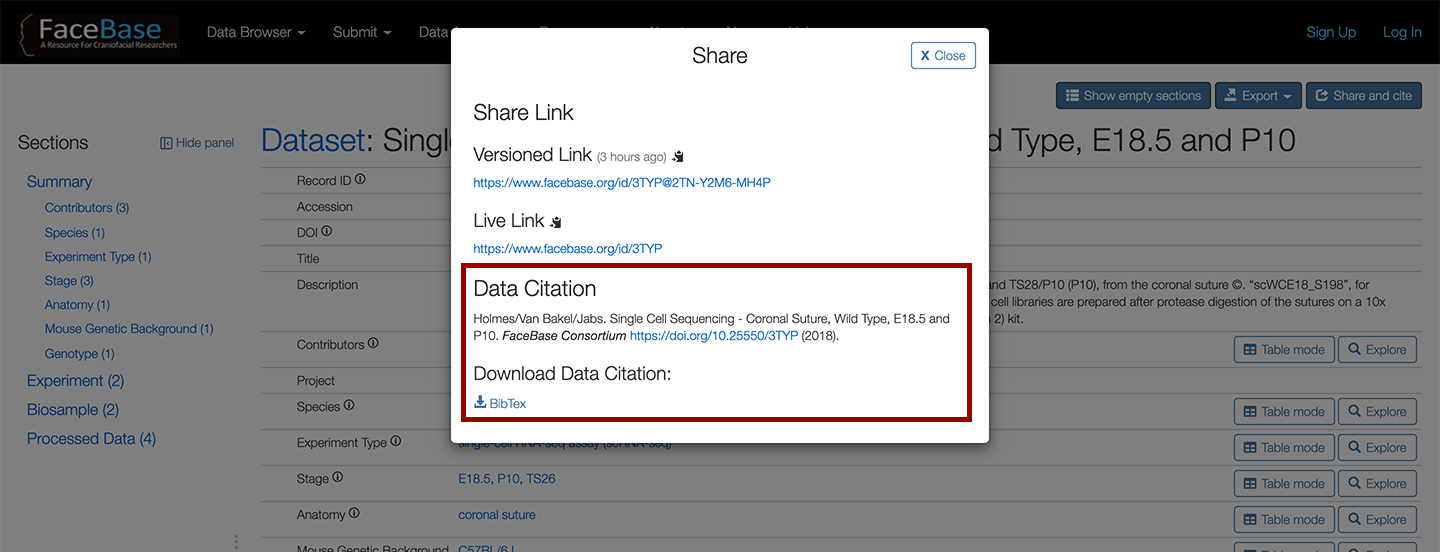 FaceBase
A Resource For Craniofacial Researchers
Data Browser
Submit
Data
Sign Up
Log In
Share
X Close
Show empty sections
Export
Share and cite
Sections
Hide panel
Dataset: Singl
d Type, E18.5 and P10
Share Link
Versioned Link (3 hours ago)
https://www.facebase.org/id/3TYP@2TN-Y2M6-MH4P
Live Link
https://www.facebase.org/id/3TYP
Data Citation
Holmes/Van Bakel/Jabs. Single Cell Sequencing - Coronal Suture, Wild Type, E18.5 and
P10. FaceBase Consortium https://doi.org/10.25550/3TYP (2018).
Download Data Citation:
BibTex
Summary
Contributors (3)
Species (1)
Experiment Type (1)
Stage (3)
Anatomy (1)
Mouse Genetic Background (1)
Genotype (1)
Experiment (2)
Biosample (2)
Processed Data (4)
Record ID
Accession
DOI
Title
Description
and TS28/P10 (P10), from the coronal suture ©. "scWCE18_S198", for
cell libraries are prepared after protease digestion of the sutures on a 10x
2) kit.
Contributors
Table mode
Explore
Project
Species
Table mode
Explore
Experiment Type
single-cell RNA-seq assay (scRNA-seq)
Table mode
Explore
Stage
E18.5, P10, TS26
Table mode
Explore
Anatomy
coronal suture
Table mode
Explore
Mouse Genetic Background
C57BL/6J